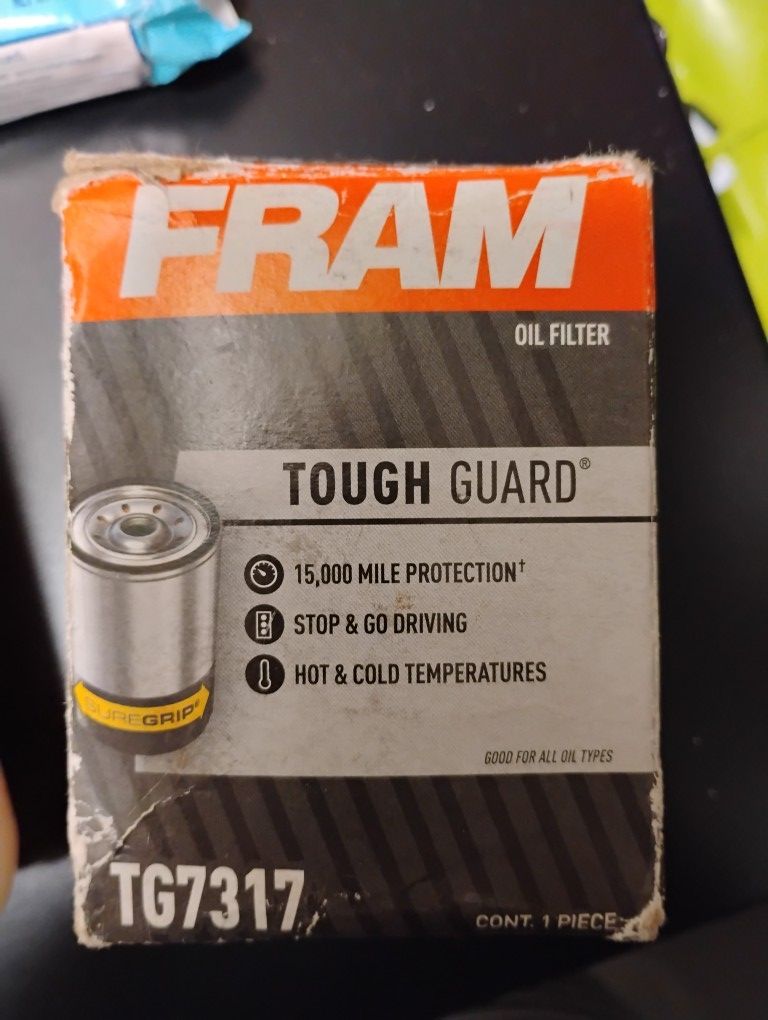 FRAM
OIL FILTER
TOUGH GUARD®
15,000 MILE PROTECTION†
STOP & GO DRIVING
HOT & COLD TEMPERATURES
SUREGRIP®
GOOD FOR ALL OIL TYPES
TG7317
CONT. 1 PIECE